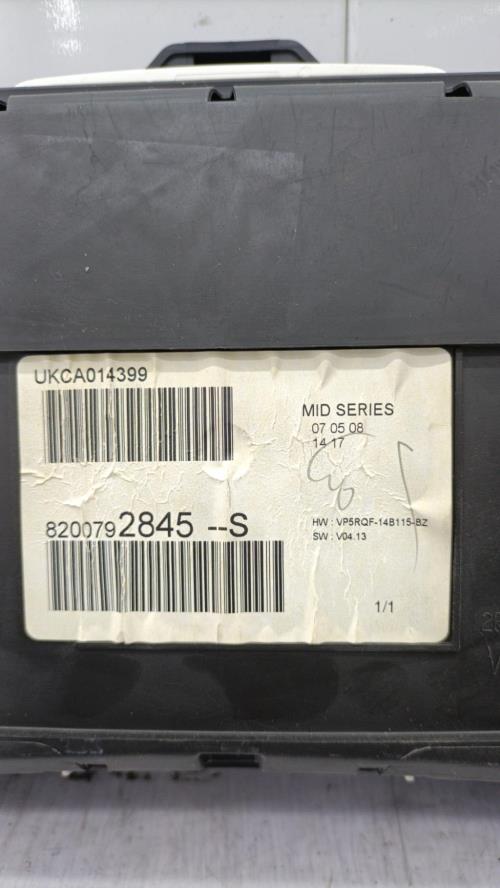 UKCA014399
MID SERIES
07 05 08
14 17
HW : VP5RQF-14B115-BZ
SW : V04.13
8200792845 --S
1/1